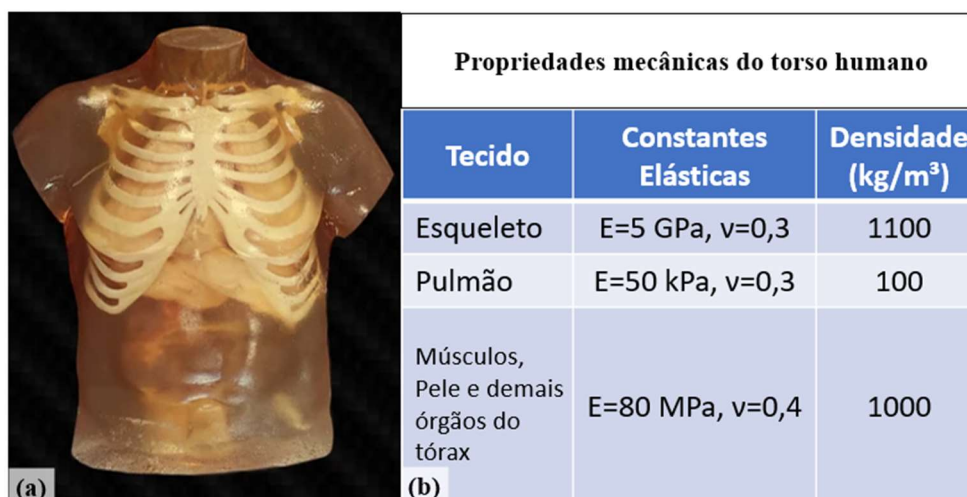 Propriedades mecânicas do torso humano
Tecido
Constantes
Elásticas
Densidade
(kg/m³)
Esqueleto
E=5 GPa, ν=0,3
1100
Pulmão
E=50 kPa, ν=0,3
100
Músculos,
Pele e demais
órgãos do
tórax
E=80 MPa, ν=0,4
1000
(a)
(b)